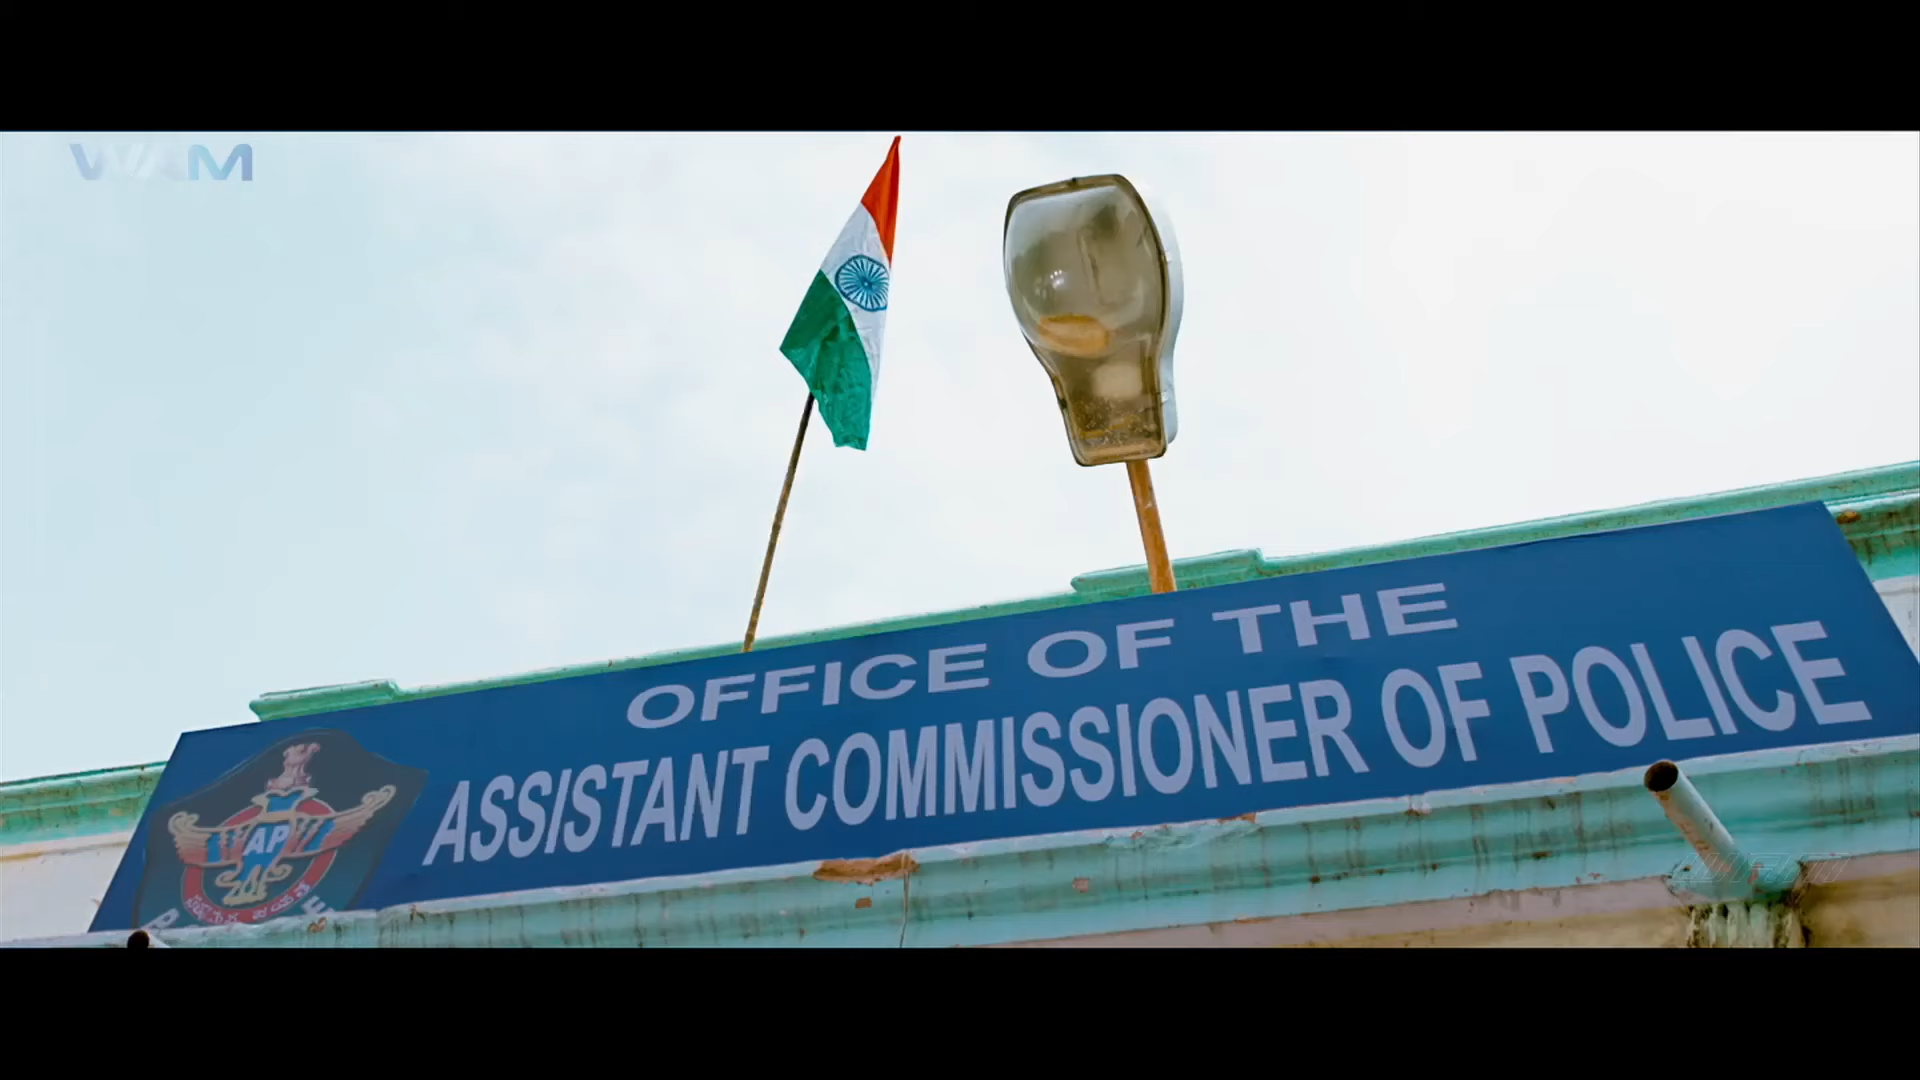 WAM
OFFICE OF THE
ASSISTANT COMMISSIONER OF POLICE
AP